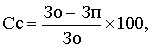 Сс = (Зо – Зп) / Зо × 100,